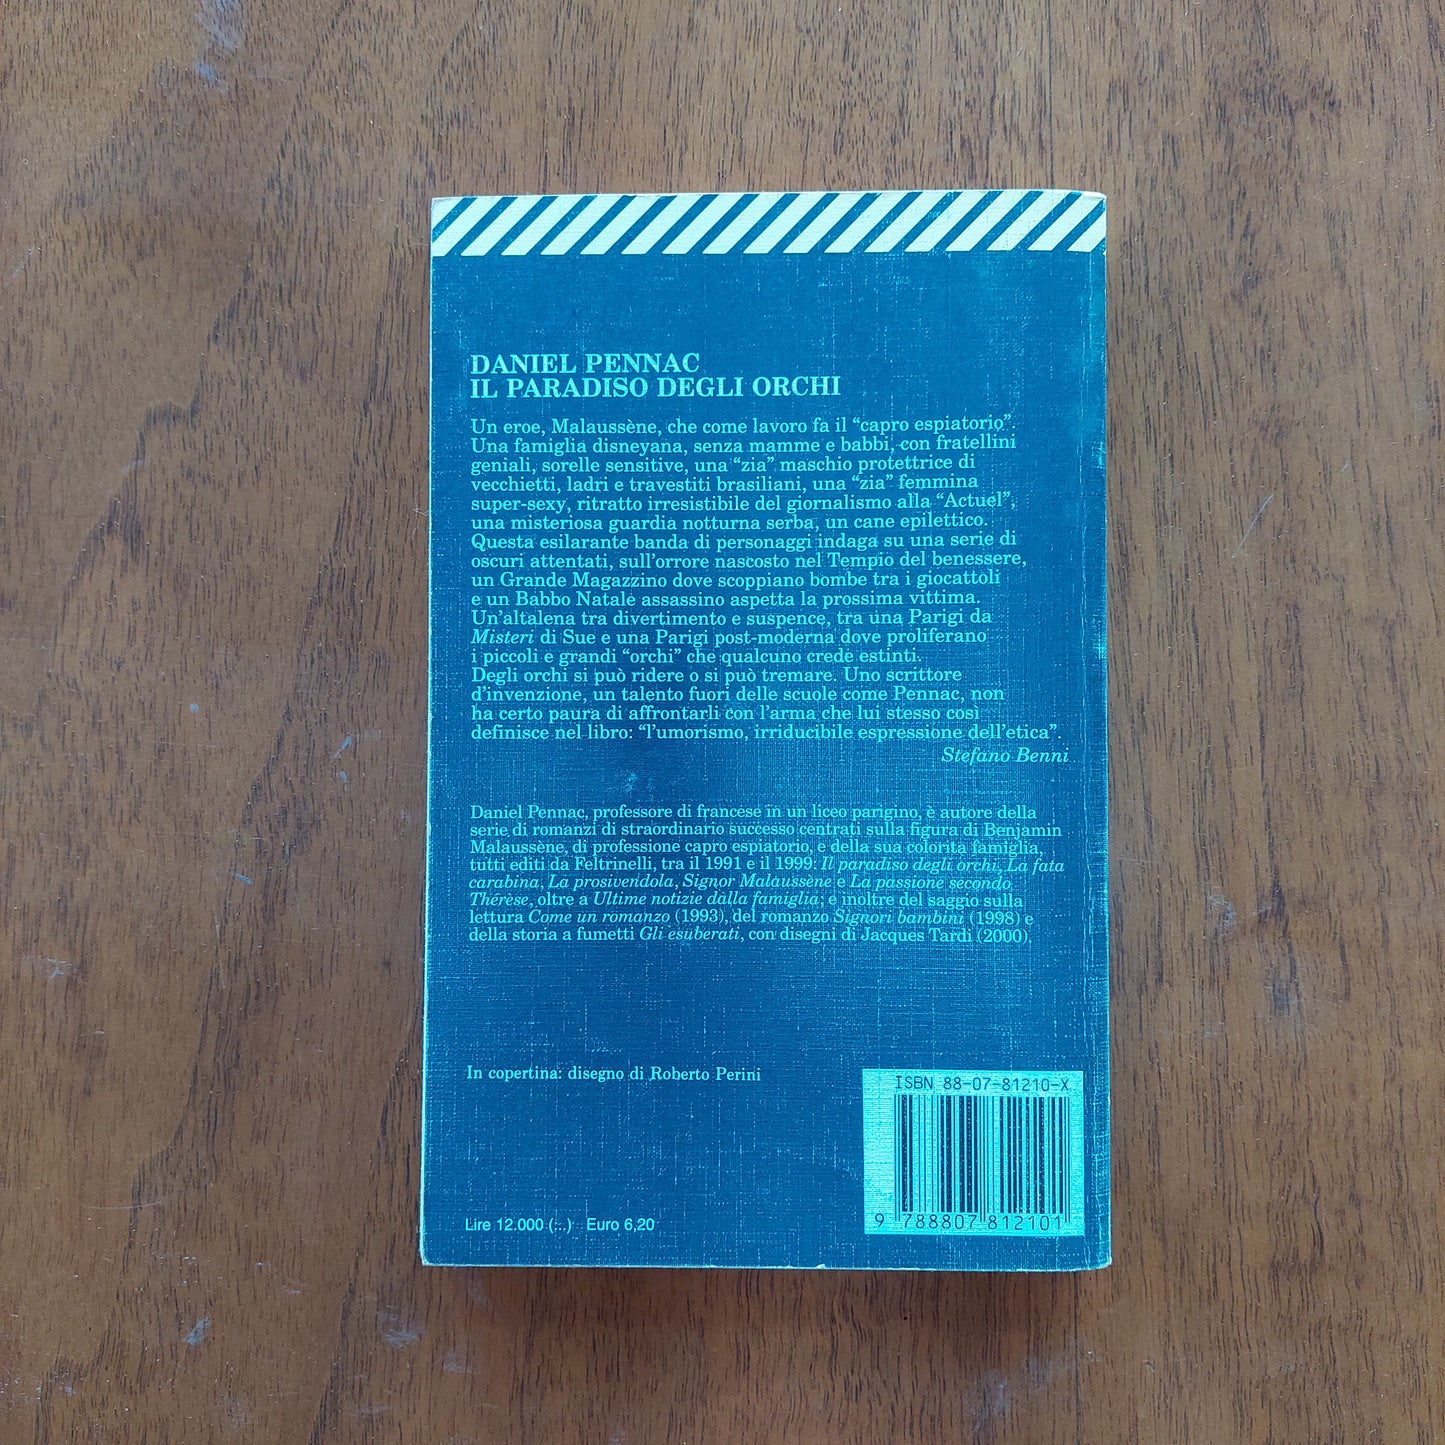 DANIEL PENNAC
IL PARADISO DEGLI ORCHI
Un eroe, Malaussène, che come lavoro fa il “capro espiatorio”.
Una famiglia disneyana, senza mamme e babbi, con fratellini
geniali, sorelle sensitive, una “zia” maschio protettrice di
vecchietti, ladri e travestiti brasiliani, una “zia” femmina
super-sexy, ritratto irresistibile del giornalismo alla “Actuel”,
una misteriosa guardia notturna serba, un cane epilettico.
Questa esilarante banda di personaggi indaga su una serie di
oscuri attentati, sull’orrore nascosto nel Tempio del benessere,
un Grande Magazzino dove scoppiano bombe tra i giocattoli
e un Babbo Natale assassino aspetta la prossima vittima.
Un’altalena tra divertimento e suspence, tra una Parigi da
Misteri di Sue e una Parigi post-moderna dove proliferano
i piccoli e grandi “orchi” che qualcuno crede estinti.
Degli orchi si può ridere o si può tremare. Uno scrittore
d’invenzione, un talento fuori delle scuole come Pennac, non
ha certo paura di affrontarli con l’arma che lui stesso così
definisce nel libro: “l’umorismo, irriducibile espressione dell’etica”.
Stefano Benni
Daniel Pennac, professore di francese in un liceo parigino, è autore della
serie di romanzi di straordinario successo centrati sulla figura di Benjamin
Malaussène, di professione capro espiatorio, e della sua colorita famiglia,
tutti editi da Feltrinelli, tra il 1991 e il 1999: Il paradiso degli orchi, La fata
carabina, La prosivendola, Signor Malaussène e La passione secondo
Thérèse, oltre a Ultime notizie dalla famiglia; e inoltre del saggio sulla
lettura Come un romanzo (1993), del romanzo Signori bambini (1998) e
della storia a fumetti Gli esuberati, con disegni di Jacques Tardi (2000).
In copertina: disegno di Roberto Perini
ISBN 88-07-81210-X
9 788807 812101
Lire 12.000 (:..) Euro 6,20